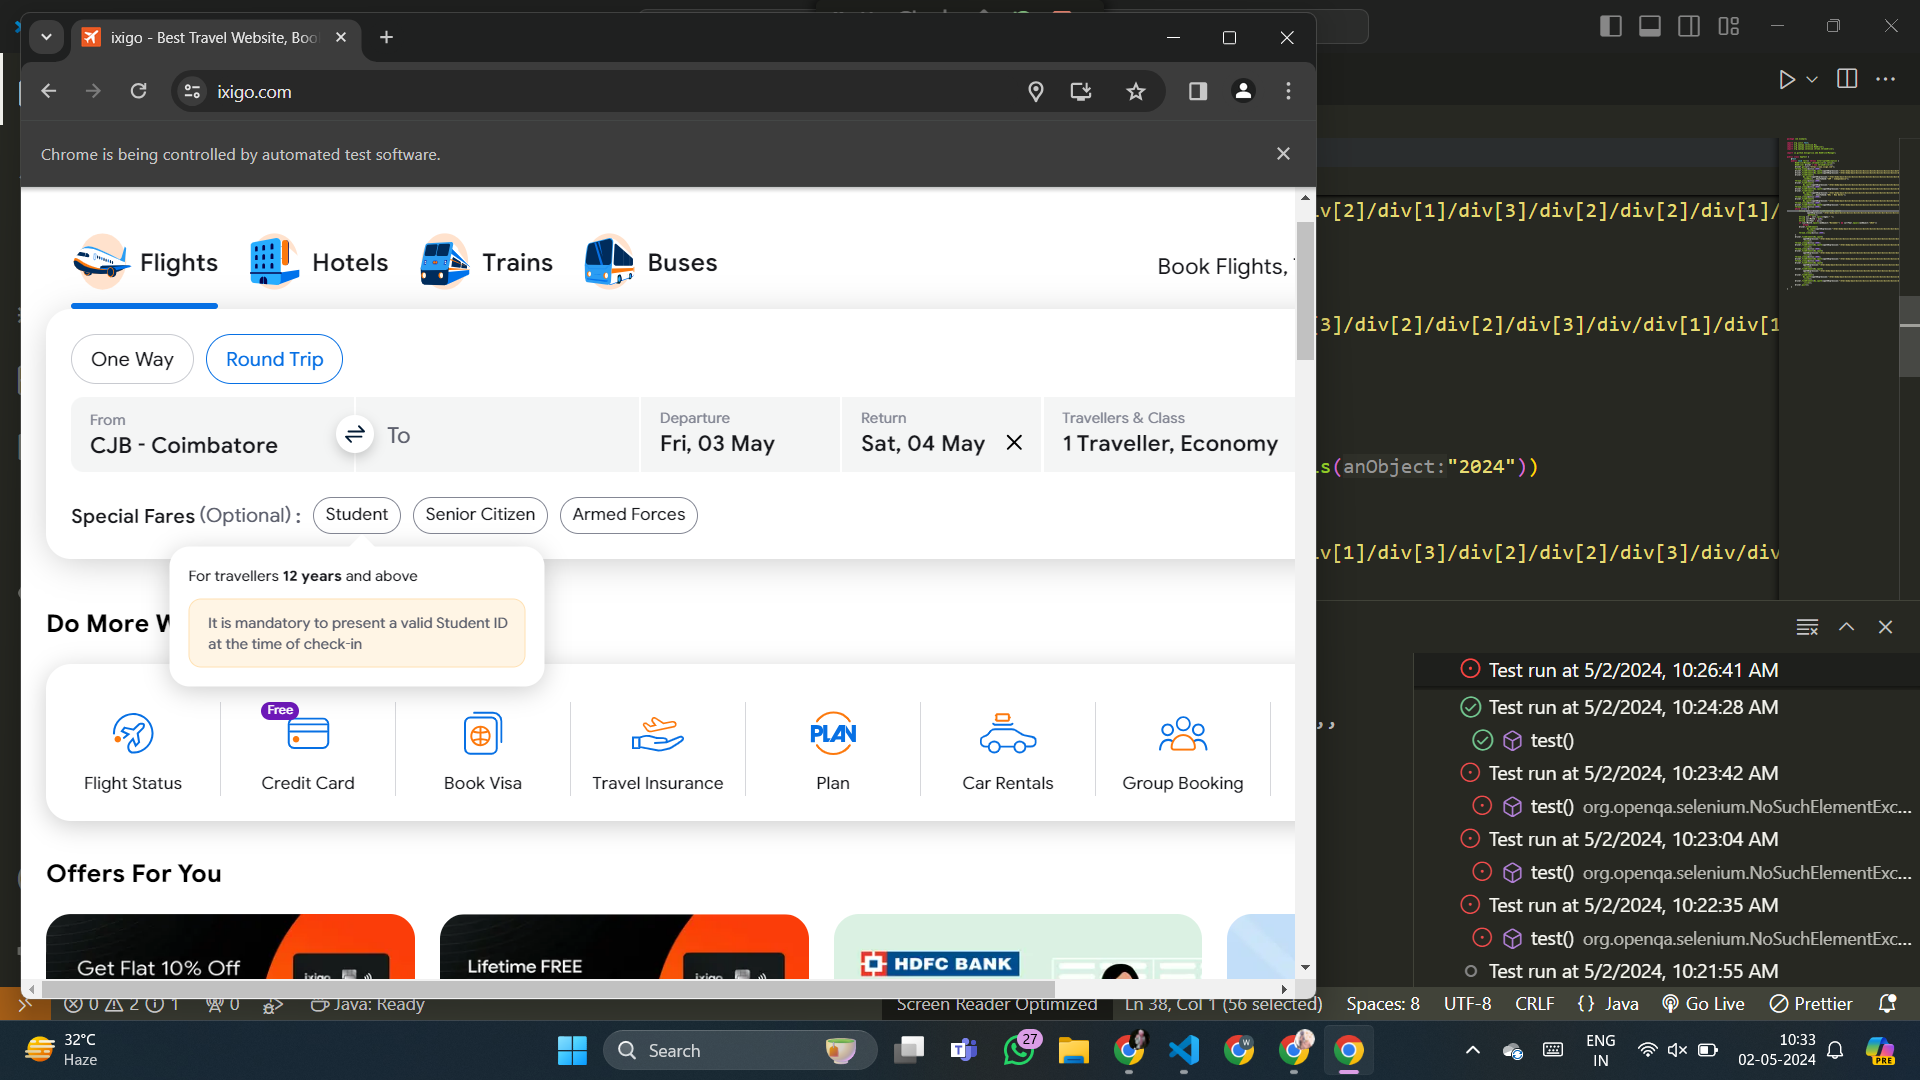 ixigo - Best Travel Website, Boo
ixigo.com
Chrome is being controlled by automated test software.
Flights
Hotels
Trains
Buses
Book Flights,
One Way
Round Trip
From
CJB - Coimbatore
To
Departure
Fri, 03 May
Return
Sat, 04 May
Travellers & Class
1 Traveller, Economy
Special Fares (Optional) :
Student
Senior Citizen
Armed Forces
For travellers 12 years and above
It is mandatory to present a valid Student ID
at the time of check-in
Do More W
Flight Status
Free
Credit Card
Book Visa
Travel Insurance
PLAN
Plan
Car Rentals
Group Booking
Offers For You
Get Flat 10% Off
ixigo
Lifetime FREE
ixigo
HDFC BANK
iv[2]/div[1]/div[3]/div[2]/div[2]/div[1]/
[3]/div[2]/div[2]/div[3]/div/div[1]/div[1
ls(anObject:"2024"))
iv[1]/div[3]/div[2]/div[2]/div[3]/div/div
,,
Test run at 5/2/2024, 10:26:41 AM
Test run at 5/2/2024, 10:24:28 AM
test()
Test run at 5/2/2024, 10:23:42 AM
test() org.openqa.selenium.NoSuchElementExc...
Test run at 5/2/2024, 10:23:04 AM
test() org.openqa.selenium.NoSuchElementExc...
Test run at 5/2/2024, 10:22:35 AM
test() org.openqa.selenium.NoSuchElementExc...
Test run at 5/2/2024, 10:21:55 AM
0 2 1 0 Java: Ready
Screen Reader Optimized Ln 38, Col 1 (56 selected) Spaces: 8 UTF-8 CRLF {} Java Go Live Prettier
32°C
Haze
Search
27
ENG
IN
10:33
02-05-2024
PRE